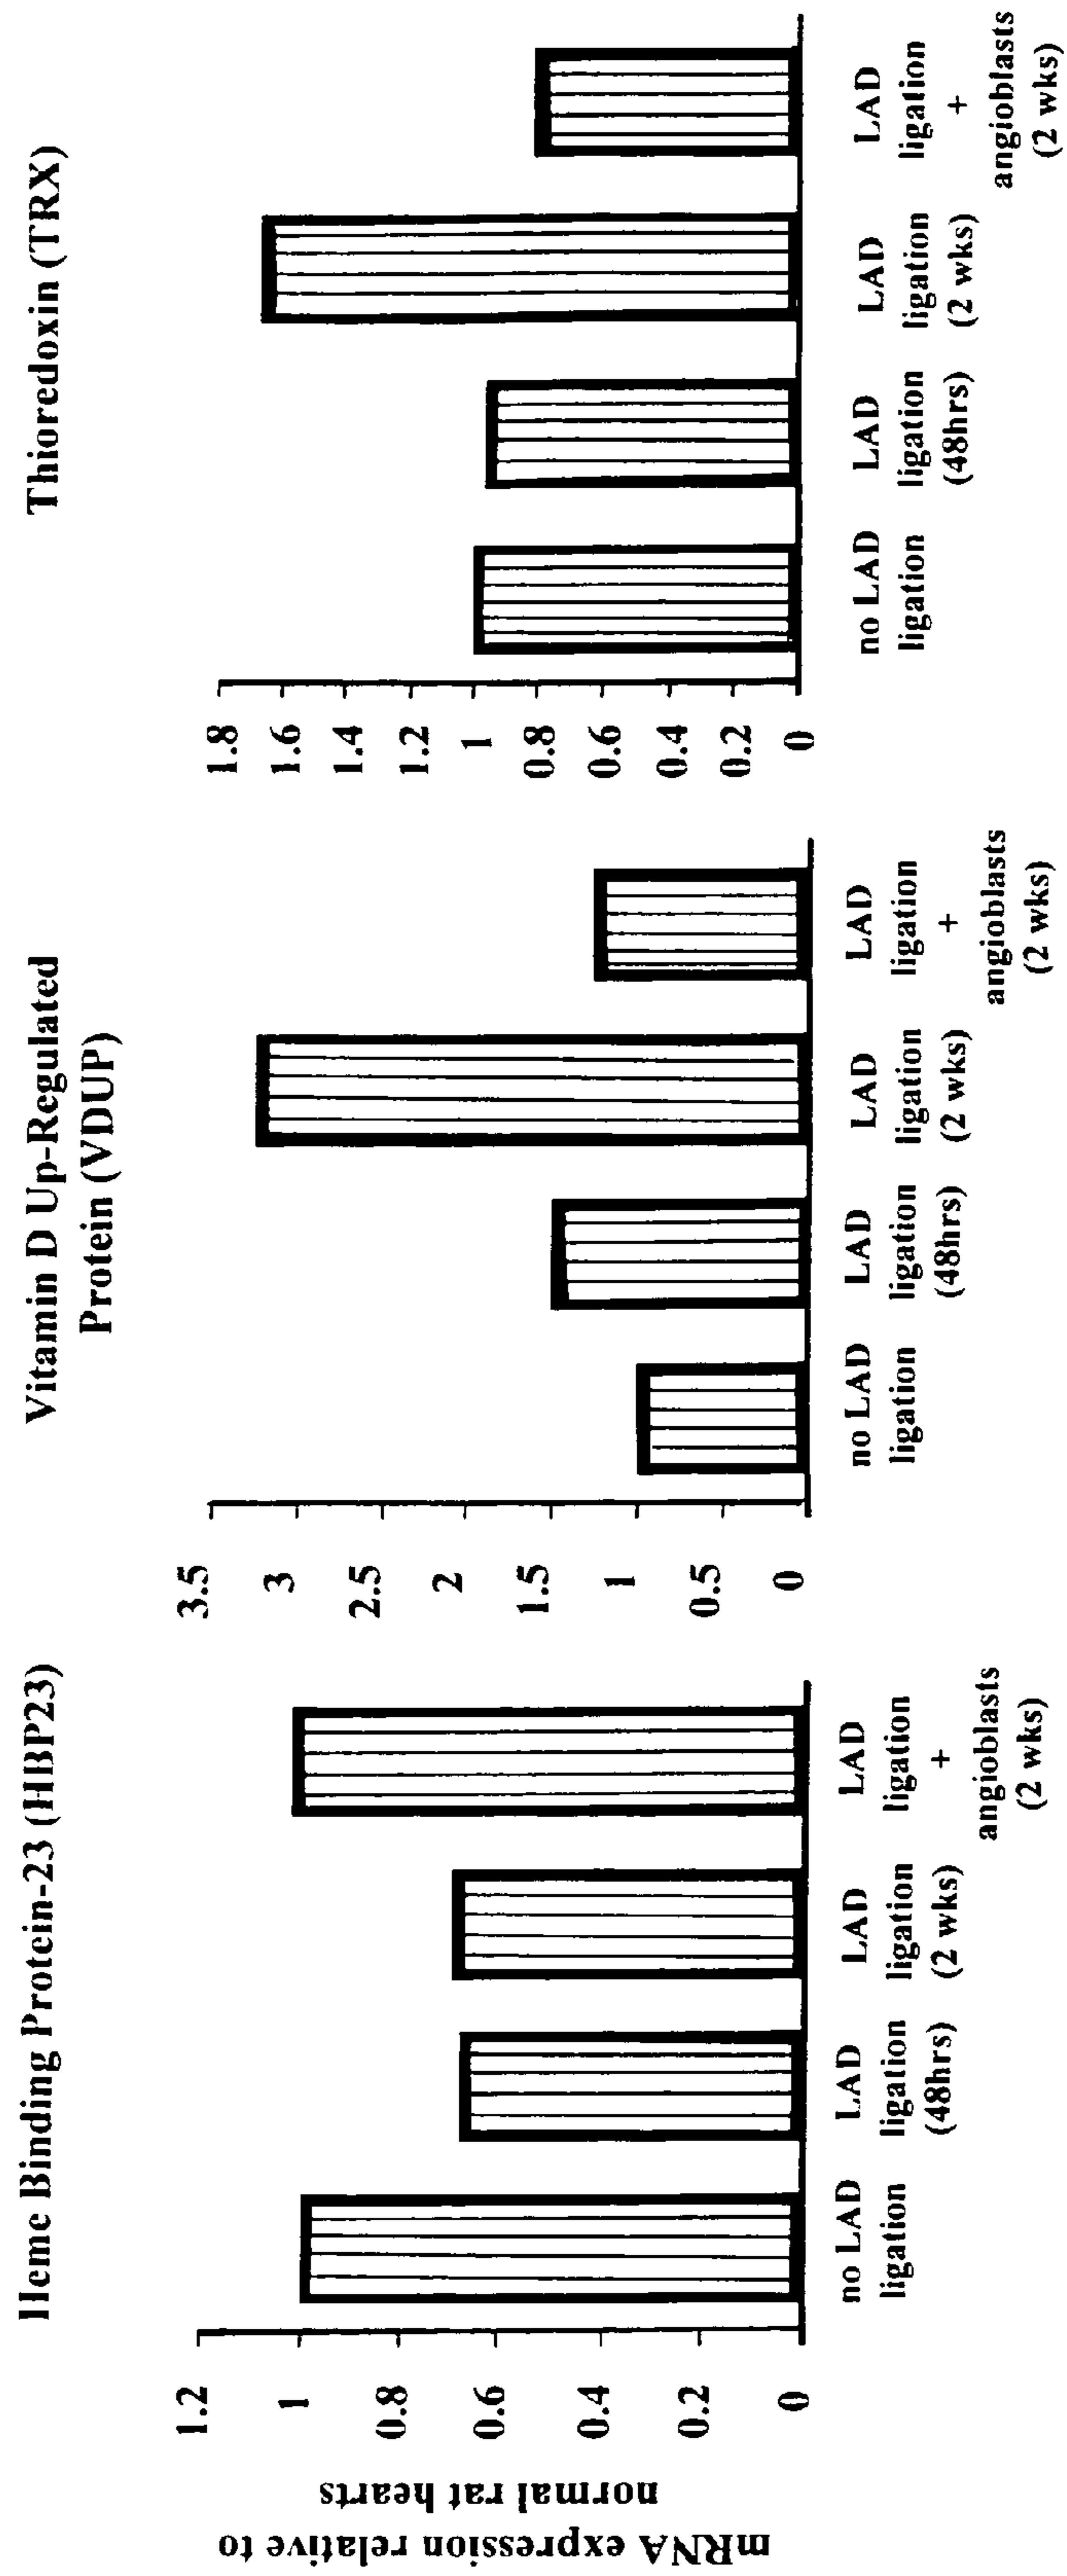 mRNA expression relative to
normal rat hearts
Heme Binding Protein-23 (HBP23)
1.2
1
0.8
0.6
0.4
0.2
0
no LAD
ligation
LAD
ligation
(48hrs)
LAD
ligation
(2 wks)
LAD
ligation
+
angioblasts
(2 wks)
Vitamin D Up-Regulated
Protein (VDUP)
3.5
3
2.5
2
1.5
1
0.5
0
no LAD
ligation
LAD
ligation
(48hrs)
LAD
ligation
(2 wks)
LAD
ligation
+
angioblasts
(2 wks)
Thioredoxin (TRX)
1.8
1.6
1.4
1.2
1
0.8
0.6
0.4
0.2
0
no LAD
ligation
LAD
ligation
(48hrs)
LAD
ligation
(2 wks)
LAD
ligation
+
angioblasts
(2 wks)